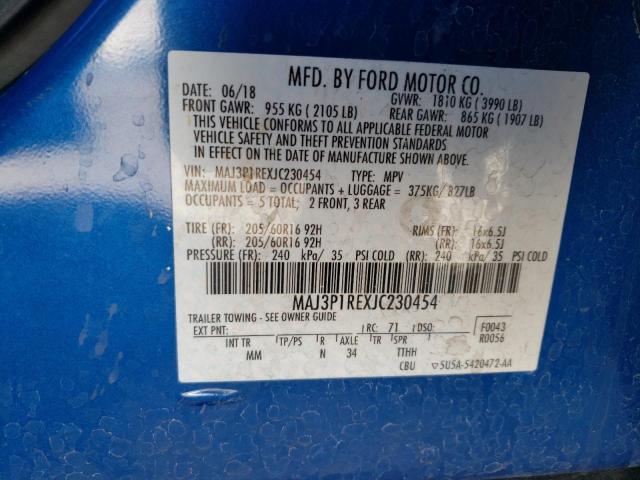 MFD. BY FORD MOTOR CO.
DATE: 06/18 GVWR: 1810 KG ( 3990 LB)
FRONT GAWR: 955 KG ( 2105 LB) REAR GAWR: 865 KG ( 1907 LB)
THIS VEHICLE CONFORMS TO ALL APPLICABLE FEDERAL MOTOR
VEHICLE SAFETY AND THEFT PREVENTION STANDARDS
IN EFFECT ON THE DATE OF MANUFACTURE SHOWN ABOVE.
VIN: MAJ3P1REXJC230454 TYPE: MPV
MAXIMUM LOAD = OCCUPANTS + LUGGAGE = 375KG/ 827LB
OCCUPANTS = 5 TOTAL; 2 FRONT, 3 REAR
TIRE (FR): 205/60R16 92H RIMS (FR): 16x6.5J
(RR): 205/60R16 92H (RR): 16x6.5J
PRESSURE (FR): 240 kPa/ 35 PSI COLD (RR): 240 kPa/ 35 PSI COLD
MAJ3P1REXJC230454
TRAILER TOWING - SEE OWNER GUIDE
EXT PNT: RC: 71 DSO: F0043
INT TR TP/PS R AXLE TR SPR R0056
MM N 34 TTHH
CBU ▽5U5A-5420472-AA